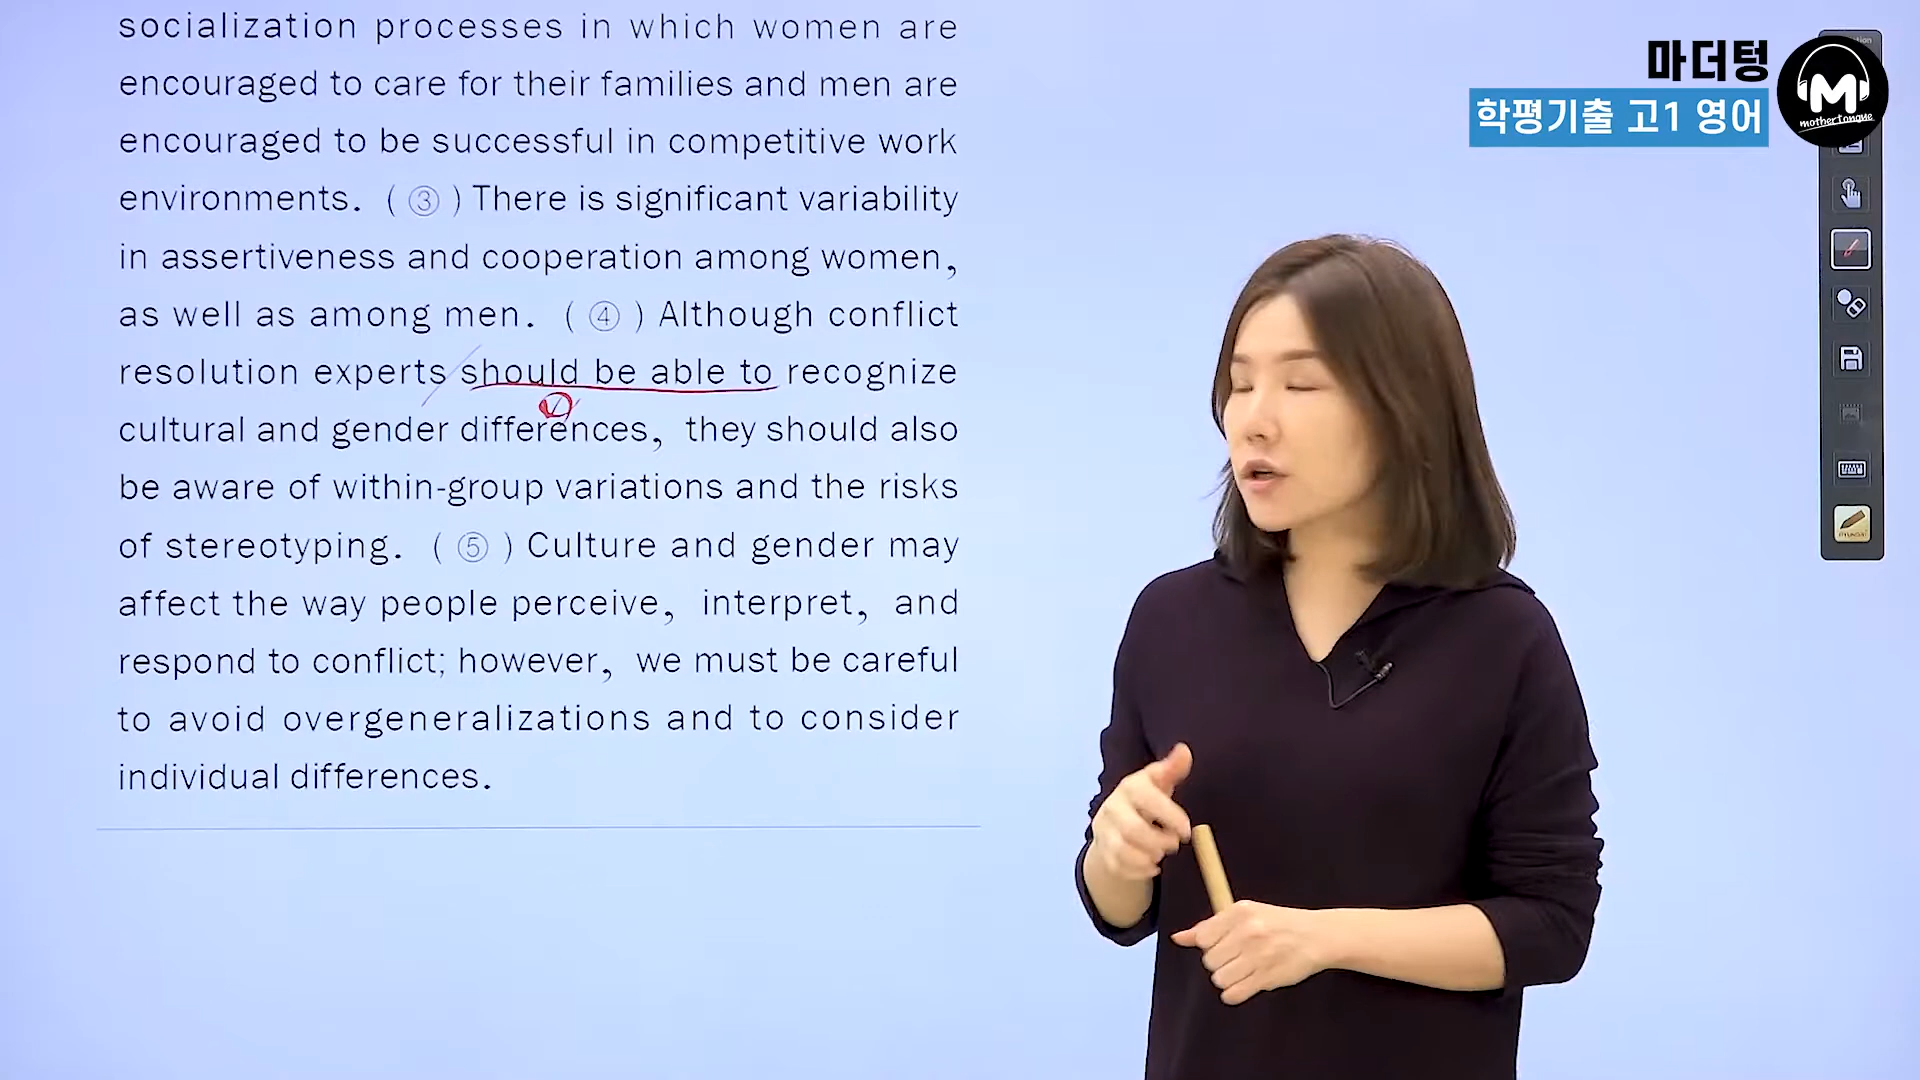 socialization processes in which women are
encouraged to care for their families and men are
encouraged to be successful in competitive work
environments. ( ③ ) There is significant variability
in assertiveness and cooperation among women,
as well as among men. ( ④ ) Although conflict
resolution experts should be able to recognize
cultural and gender differences, they should also
be aware of within-group variations and the risks
of stereotyping. ( ⑤ ) Culture and gender may
affect the way people perceive, interpret, and
respond to conflict; however, we must be careful
to avoid overgeneralizations and to consider
individual differences.
마더텅
학평기출 고1 영어
M
mothertongue